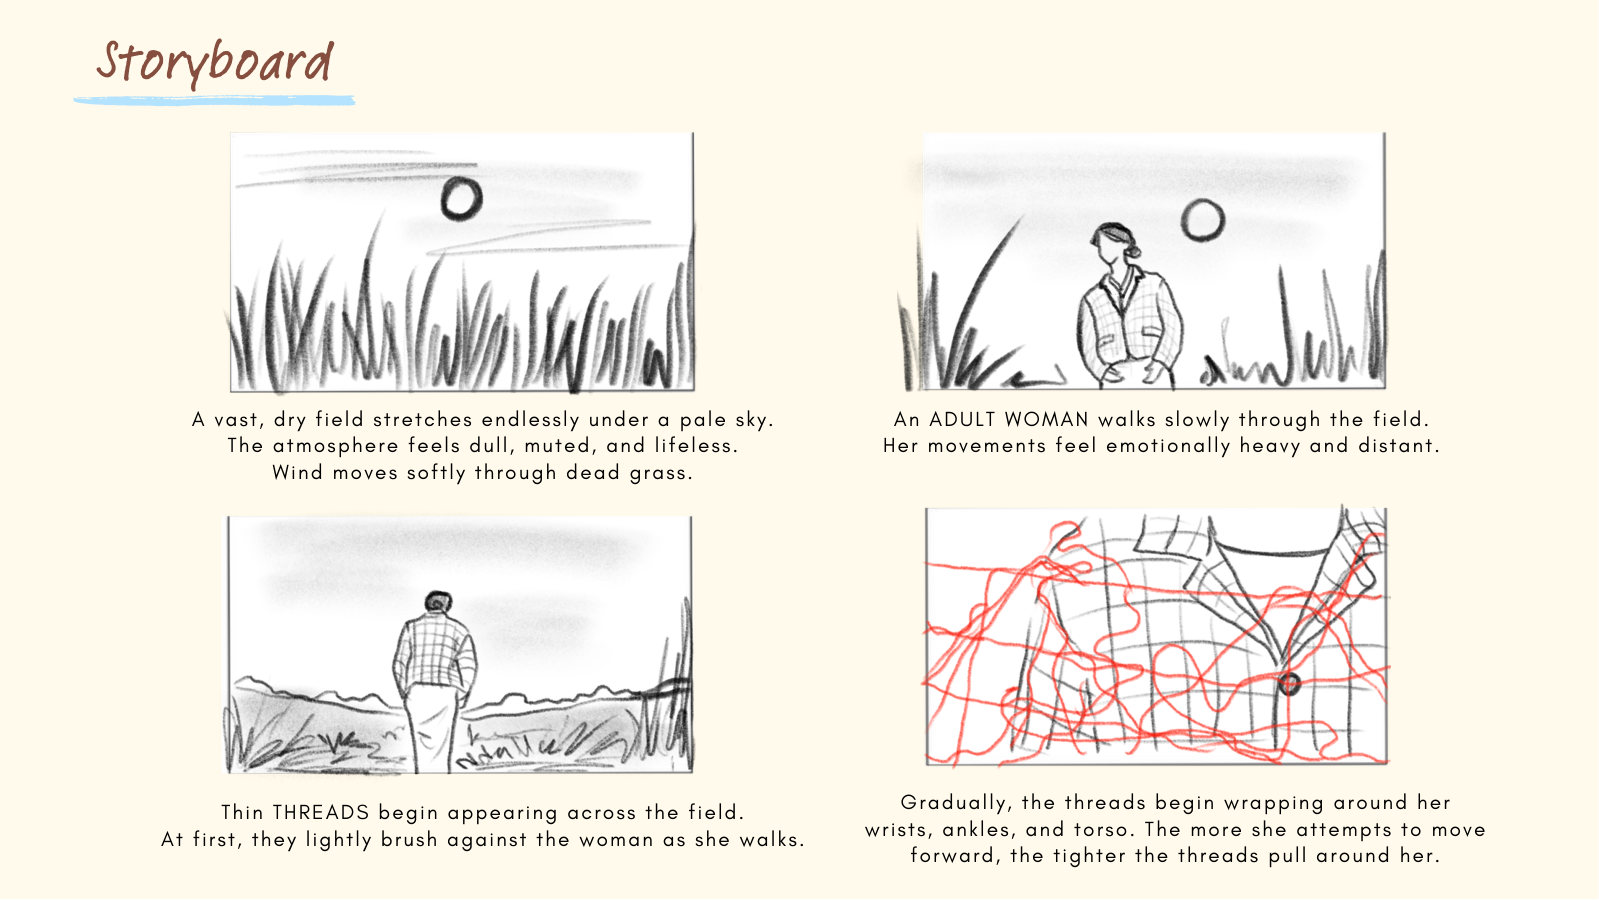 Storyboard
A vast, dry field stretches endlessly under a pale sky.
The atmosphere feels dull, muted, and lifeless.
Wind moves softly through dead grass.
An ADULT WOMAN walks slowly through the field.
Her movements feel emotionally heavy and distant.
Thin THREADS begin appearing across the field.
At first, they lightly brush against the woman as she walks.
Gradually, the threads begin wrapping around her
wrists, ankles, and torso. The more she attempts to move
forward, the tighter the threads pull around her.